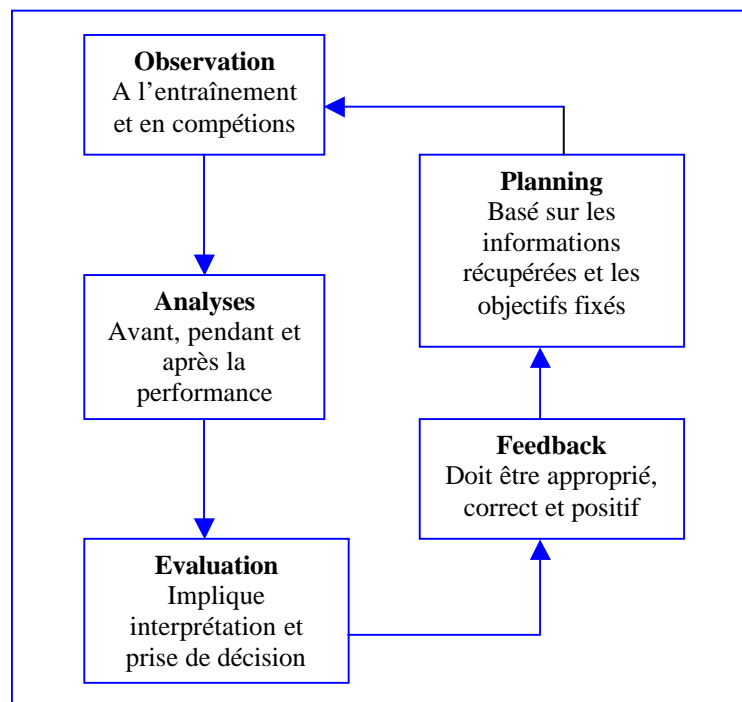 Observation
A l’entraînement
et en compétions
Planning
Basé sur les
informations
récupérées et les
objectifs fixés
Analyses
Avant, pendant et
après la
performance
Feedback
Doit être approprié,
correct et positif
Evaluation
Implique
interprétation et
prise de décision